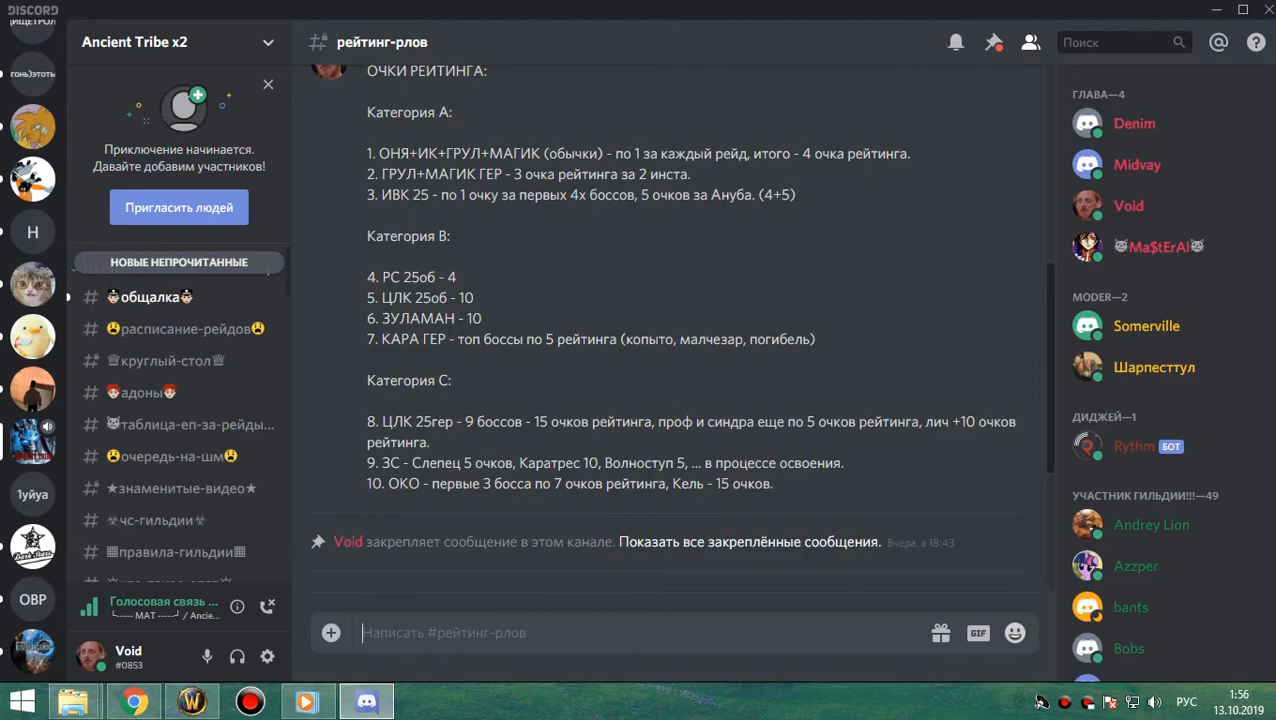 DISCORD
(ИЩЕТРОЛ
гонь)этоть
Н
1уйуа
ОВР
Ancient Tribe x2
Приключение начинается.
Давайте добавим участников!
Пригласить людей
НОВЫЕ НЕПРОЧИТАННЫЕ
# 👮общалка👮
# 😩расписание-рейдов😩
# ♕круглый-стол♕
# адоны
# 😈таблица-еп-за-рейды...
# 😩очередь-на-шм😩
# ★знаменитые-видео★
# ☣чс-гильдии☣
# ▦правила-гильдии▦
Голосовая связь ...
└----- МАТ -----┘ / Ancie...
Void
#0853
# рейтинг-рлов
Поиск
ОЧКИ РЕЙТИНГА:
Категория А:
1. ОНЯ+ИК+ГРУЛ+МАГИК (обычки) - по 1 за каждый рейд, итого - 4 очка рейтинга.
2. ГРУЛ+МАГИК ГЕР - 3 очка рейтинга за 2 инста.
3. ИВК 25 - по 1 очку за первых 4х боссов, 5 очков за Ануба. (4+5)
Категория В:
4. РС 25об - 4
5. ЦЛК 25об - 10
6. ЗУЛАМАН - 10
7. КАРА ГЕР - топ боссы по 5 рейтинга (копыто, малчезар, погибель)
Категория С:
8. ЦЛК 25гер - 9 боссов - 15 очков рейтинга, проф и синдра еще по 5 очков рейтинга, лич +10 очков
рейтинга.
9. ЗС - Слепец 5 очков, Каратрес 10, Волноступ 5, ... в процессе освоения.
10. ОКО - первые 3 босса по 7 очков рейтинга, Кель - 15 очков.
Void закрепляет сообщение в этом канале. Показать все закреплённые сообщения. Вчера, в 18:43
Написать #рейтинг-рлов
GIF
ГЛАВА—4
Denim
Midvay
Void
😈Ma$tErAl😈
MODER—2
Somerville
Шарпесттул
ДИДЖЕЙ—1
Rythm БОТ
УЧАСТНИК ГИЛЬДИИ!!!—49
Andrey Lion
Azzper
bants
Bobs
РУС
1:56
13.10.2019